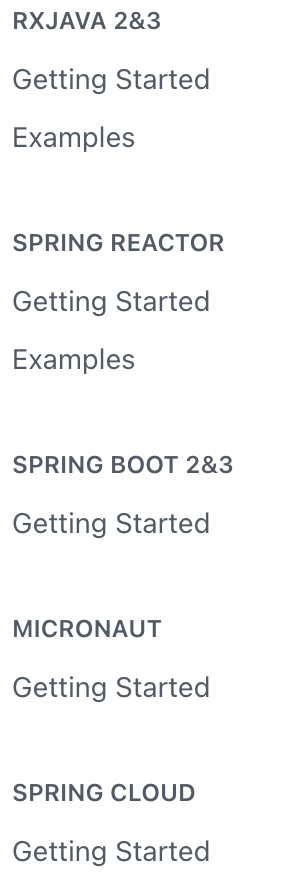 RXJAVA 2&3
Getting Started
Examples
SPRING REACTOR
Getting Started
Examples
SPRING BOOT 2&3
Getting Started
MICRONAUT
Getting Started
SPRING CLOUD
Getting Started